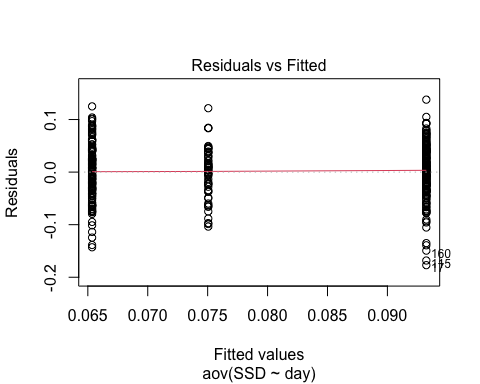 Residuals vs Fitted
Residuals
0.1
0.0
-0.1
-0.2
160
0.065 0.070 0.075 0.080 0.085 0.090
Fitted values
aov(SSD ~ day)